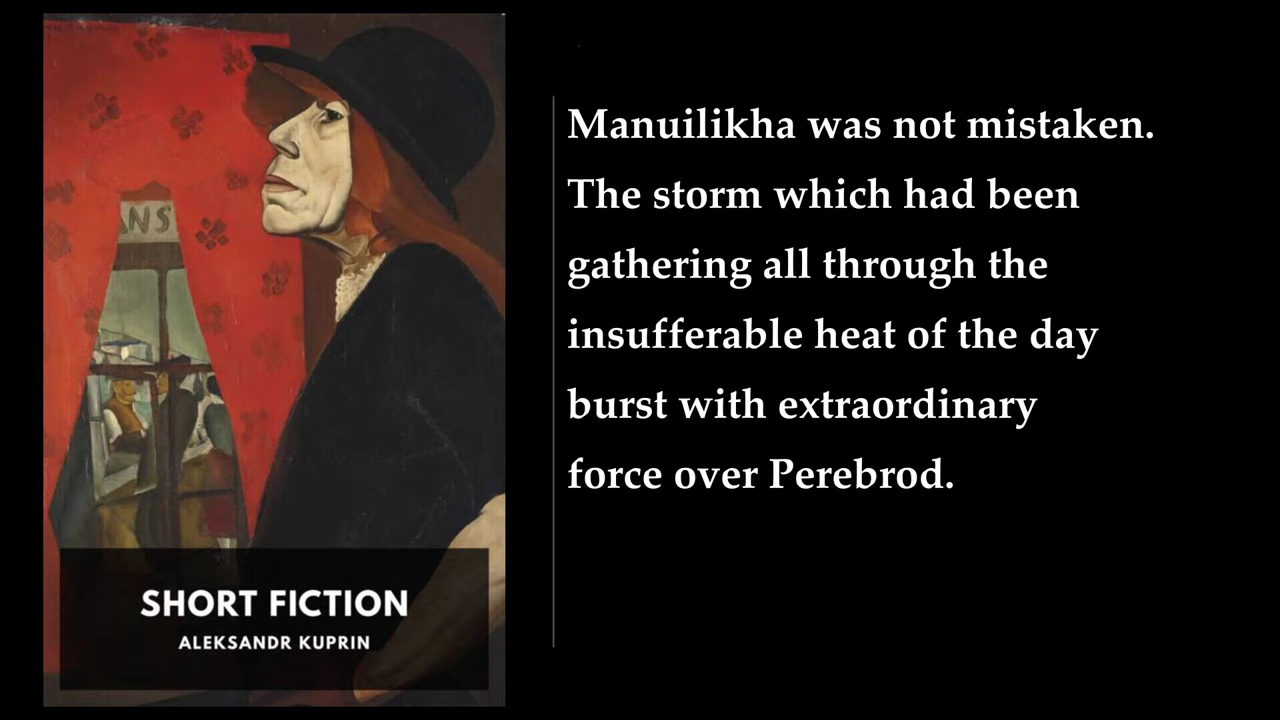 ANS
SHORT FICTION
ALEKSANDR KUPRIN
Manuilikha was not mistaken.
The storm which had been
gathering all through the
insufferable heat of the day
burst with extraordinary
force over Perebrod.